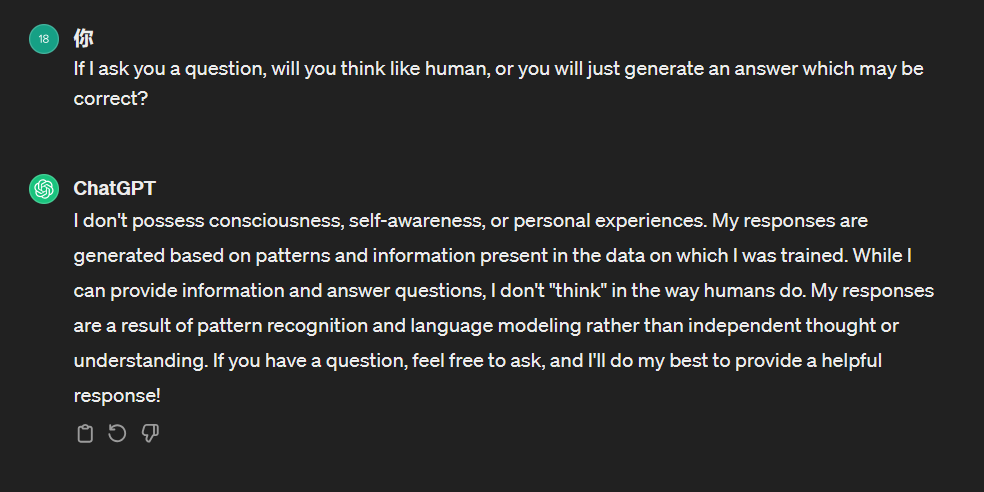 18
你
If I ask you a question, will you think like human, or you will just generate an answer which may be
correct?
ChatGPT
I don't possess consciousness, self-awareness, or personal experiences. My responses are
generated based on patterns and information present in the data on which I was trained. While I
can provide information and answer questions, I don't "think" in the way humans do. My responses
are a result of pattern recognition and language modeling rather than independent thought or
understanding. If you have a question, feel free to ask, and I'll do my best to provide a helpful
response!